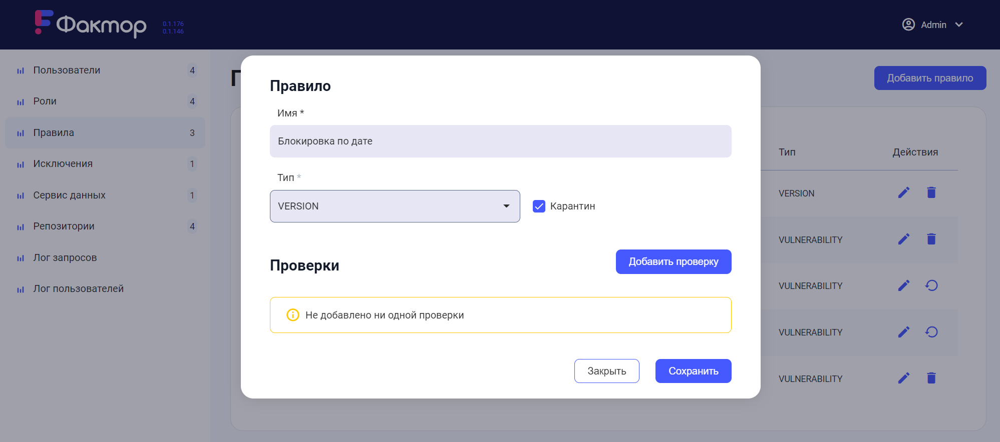 Фактор
0.1.176
0.1.146
Admin
Пользователи 4
Роли 4
Правила 3
Исключения 1
Сервис данных 1
Репозитории 4
Лог запросов
Лог пользователей
Добавить правило
Тип Действия
VERSION
VULNERABILITY
VULNERABILITY
VULNERABILITY
VULNERABILITY
Правило
Имя *
Блокировка по дате
Тип *
VERSION
Карантин
Проверки
Добавить проверку
Не добавлено ни одной проверки
Закрыть
Сохранить